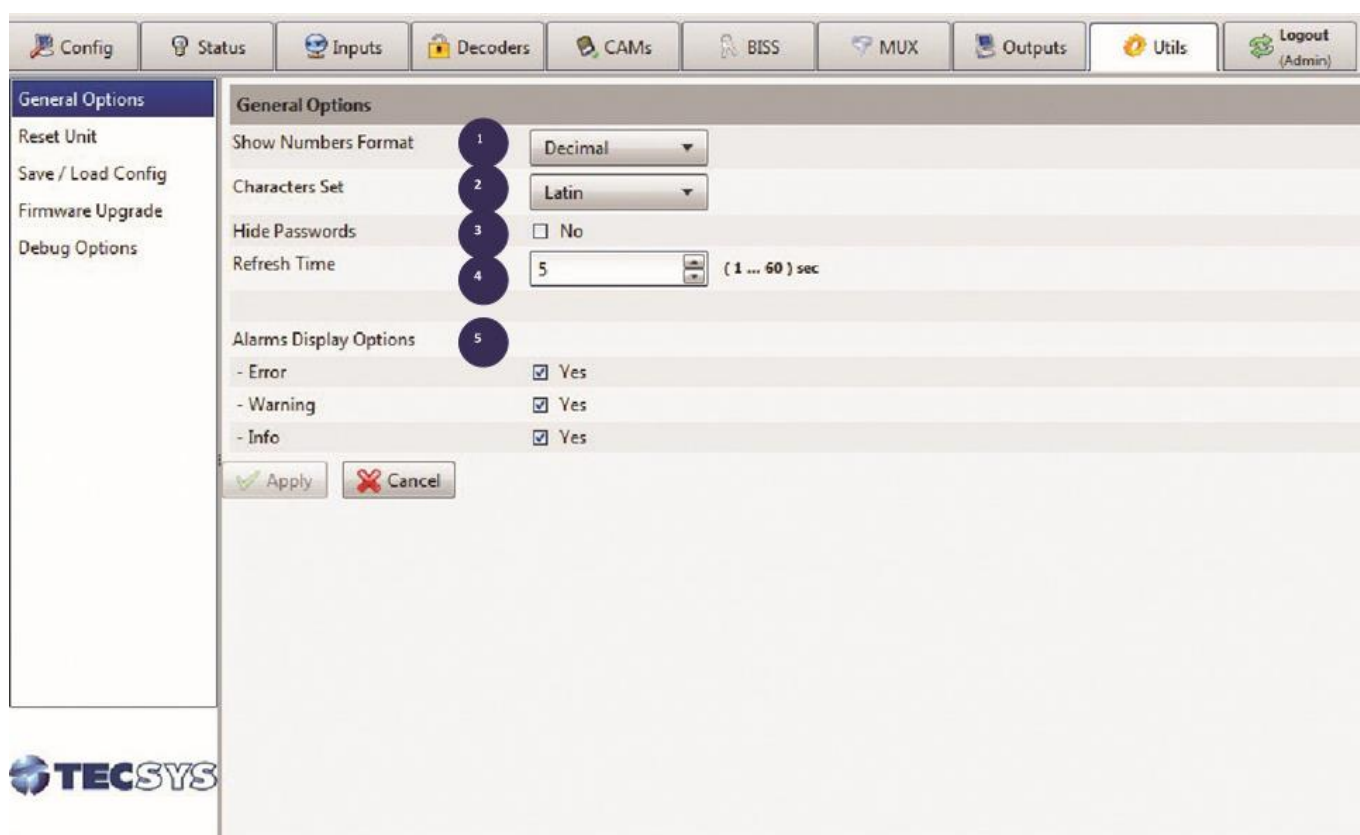 Config Status Inputs Decoders CAMs BISS MUX Outputs Utils Logout
(Admin)
General Options
Reset Unit
Save / Load Config
Firmware Upgrade
Debug Options
General Options
Show Numbers Format 1 Decimal
Characters Set 2 Latin
Hide Passwords 3 No
Refresh Time 4 5 ( 1 ... 60 ) sec
Alarms Display Options 5
- Error Yes
- Warning Yes
- Info Yes
Apply Cancel
TECSYS